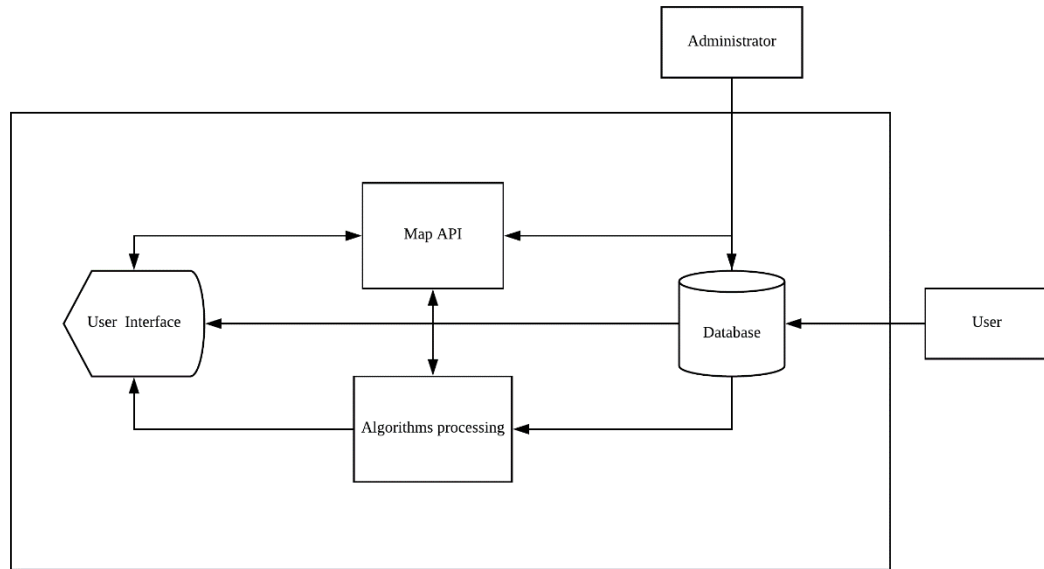 Administrator
Map API
User Interface
Database
User
Algorithms processing